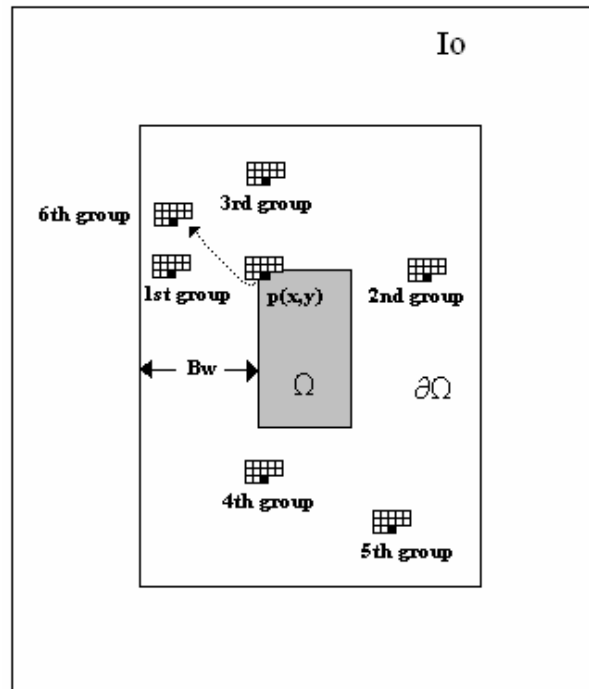 Io
3rd group
6th group
1st group
p(x,y)
2nd group
Bw
Ω
∂Ω
4th group
5th group